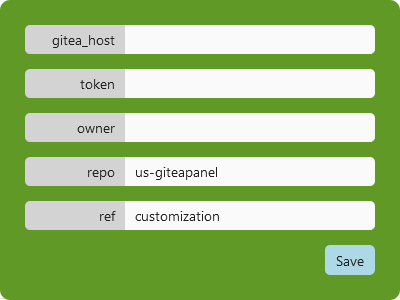 gitea_host
token
owner
repo us-giteapanel
ref customization
Save